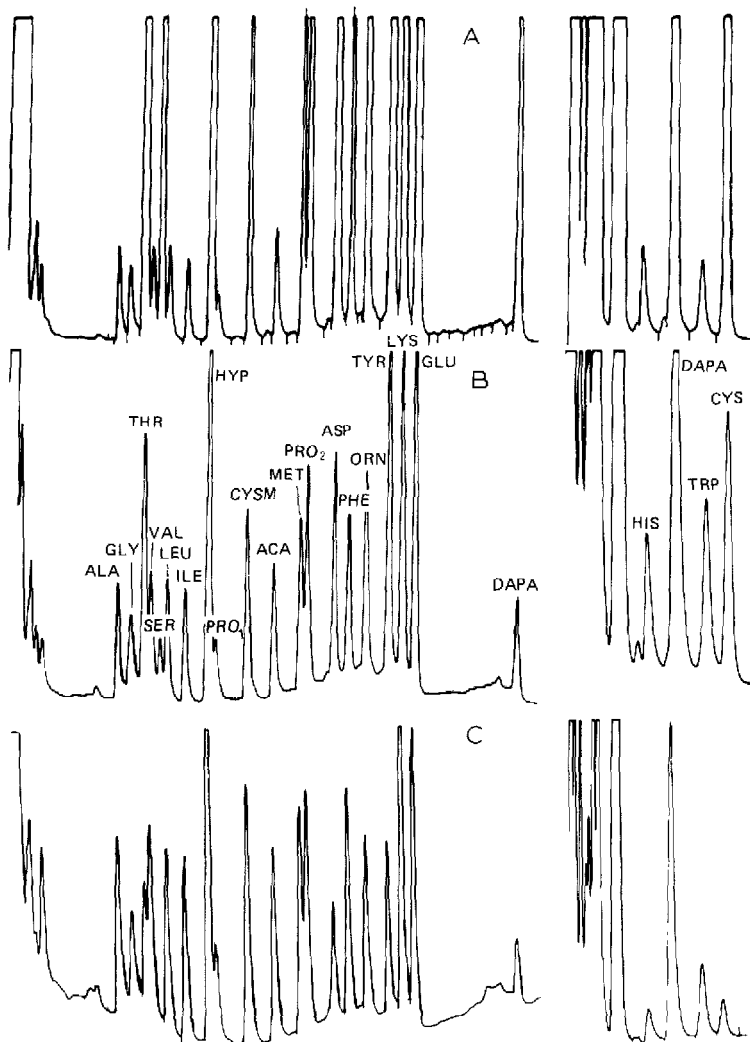 A
B
LYS
TYR GLU
HYP
DAPA
CYS
THR
ASP
PRO2
ORN
MET
CYSM
PHE
TRP
VAL
HIS
GLY LEU
ACA
ALA ILE
DAPA
SER PRO
C